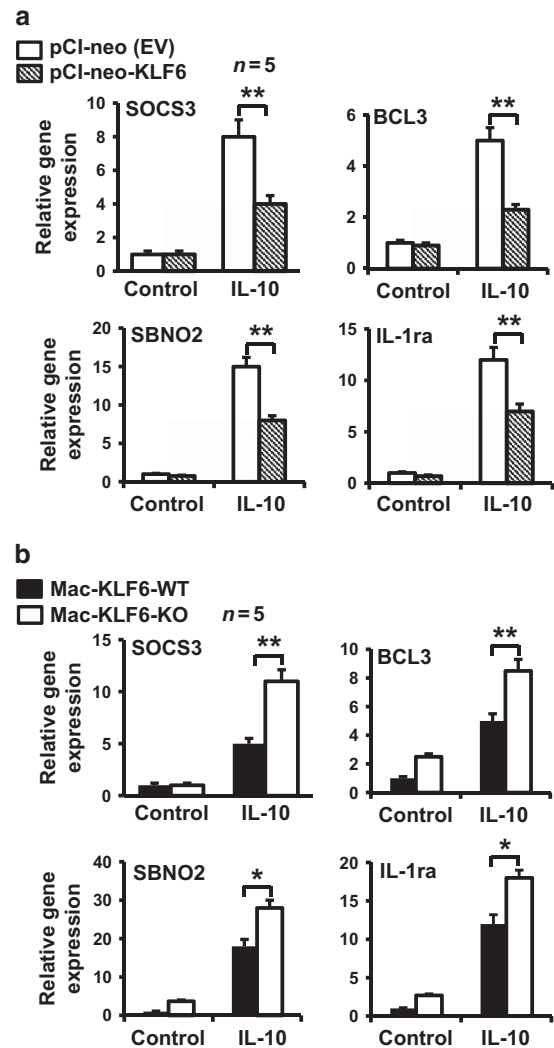 a
pCI-neo (EV)
pCI-neo-KLF6
n = 5
SOCS3
**
Relative gene
expression
10
8
6
4
2
0
Control
IL-10
BCL3
**
6
4
2
0
Control
IL-10
SBNO2
**
Relative gene
expression
20
15
10
5
0
Control
IL-10
IL-1ra
**
15
10
5
0
Control
IL-10
b
Mac-KLF6-WT
Mac-KLF6-KO
n = 5
SOCS3
**
Relative gene
expression
15
10
5
0
Control
IL-10
BCL3
**
10
8
6
4
2
0
Control
IL-10
SBNO2
*
Relative gene
expression
40
30
20
10
0
Control
IL-10
IL-1ra
*
20
15
10
5
0
Control
IL-10